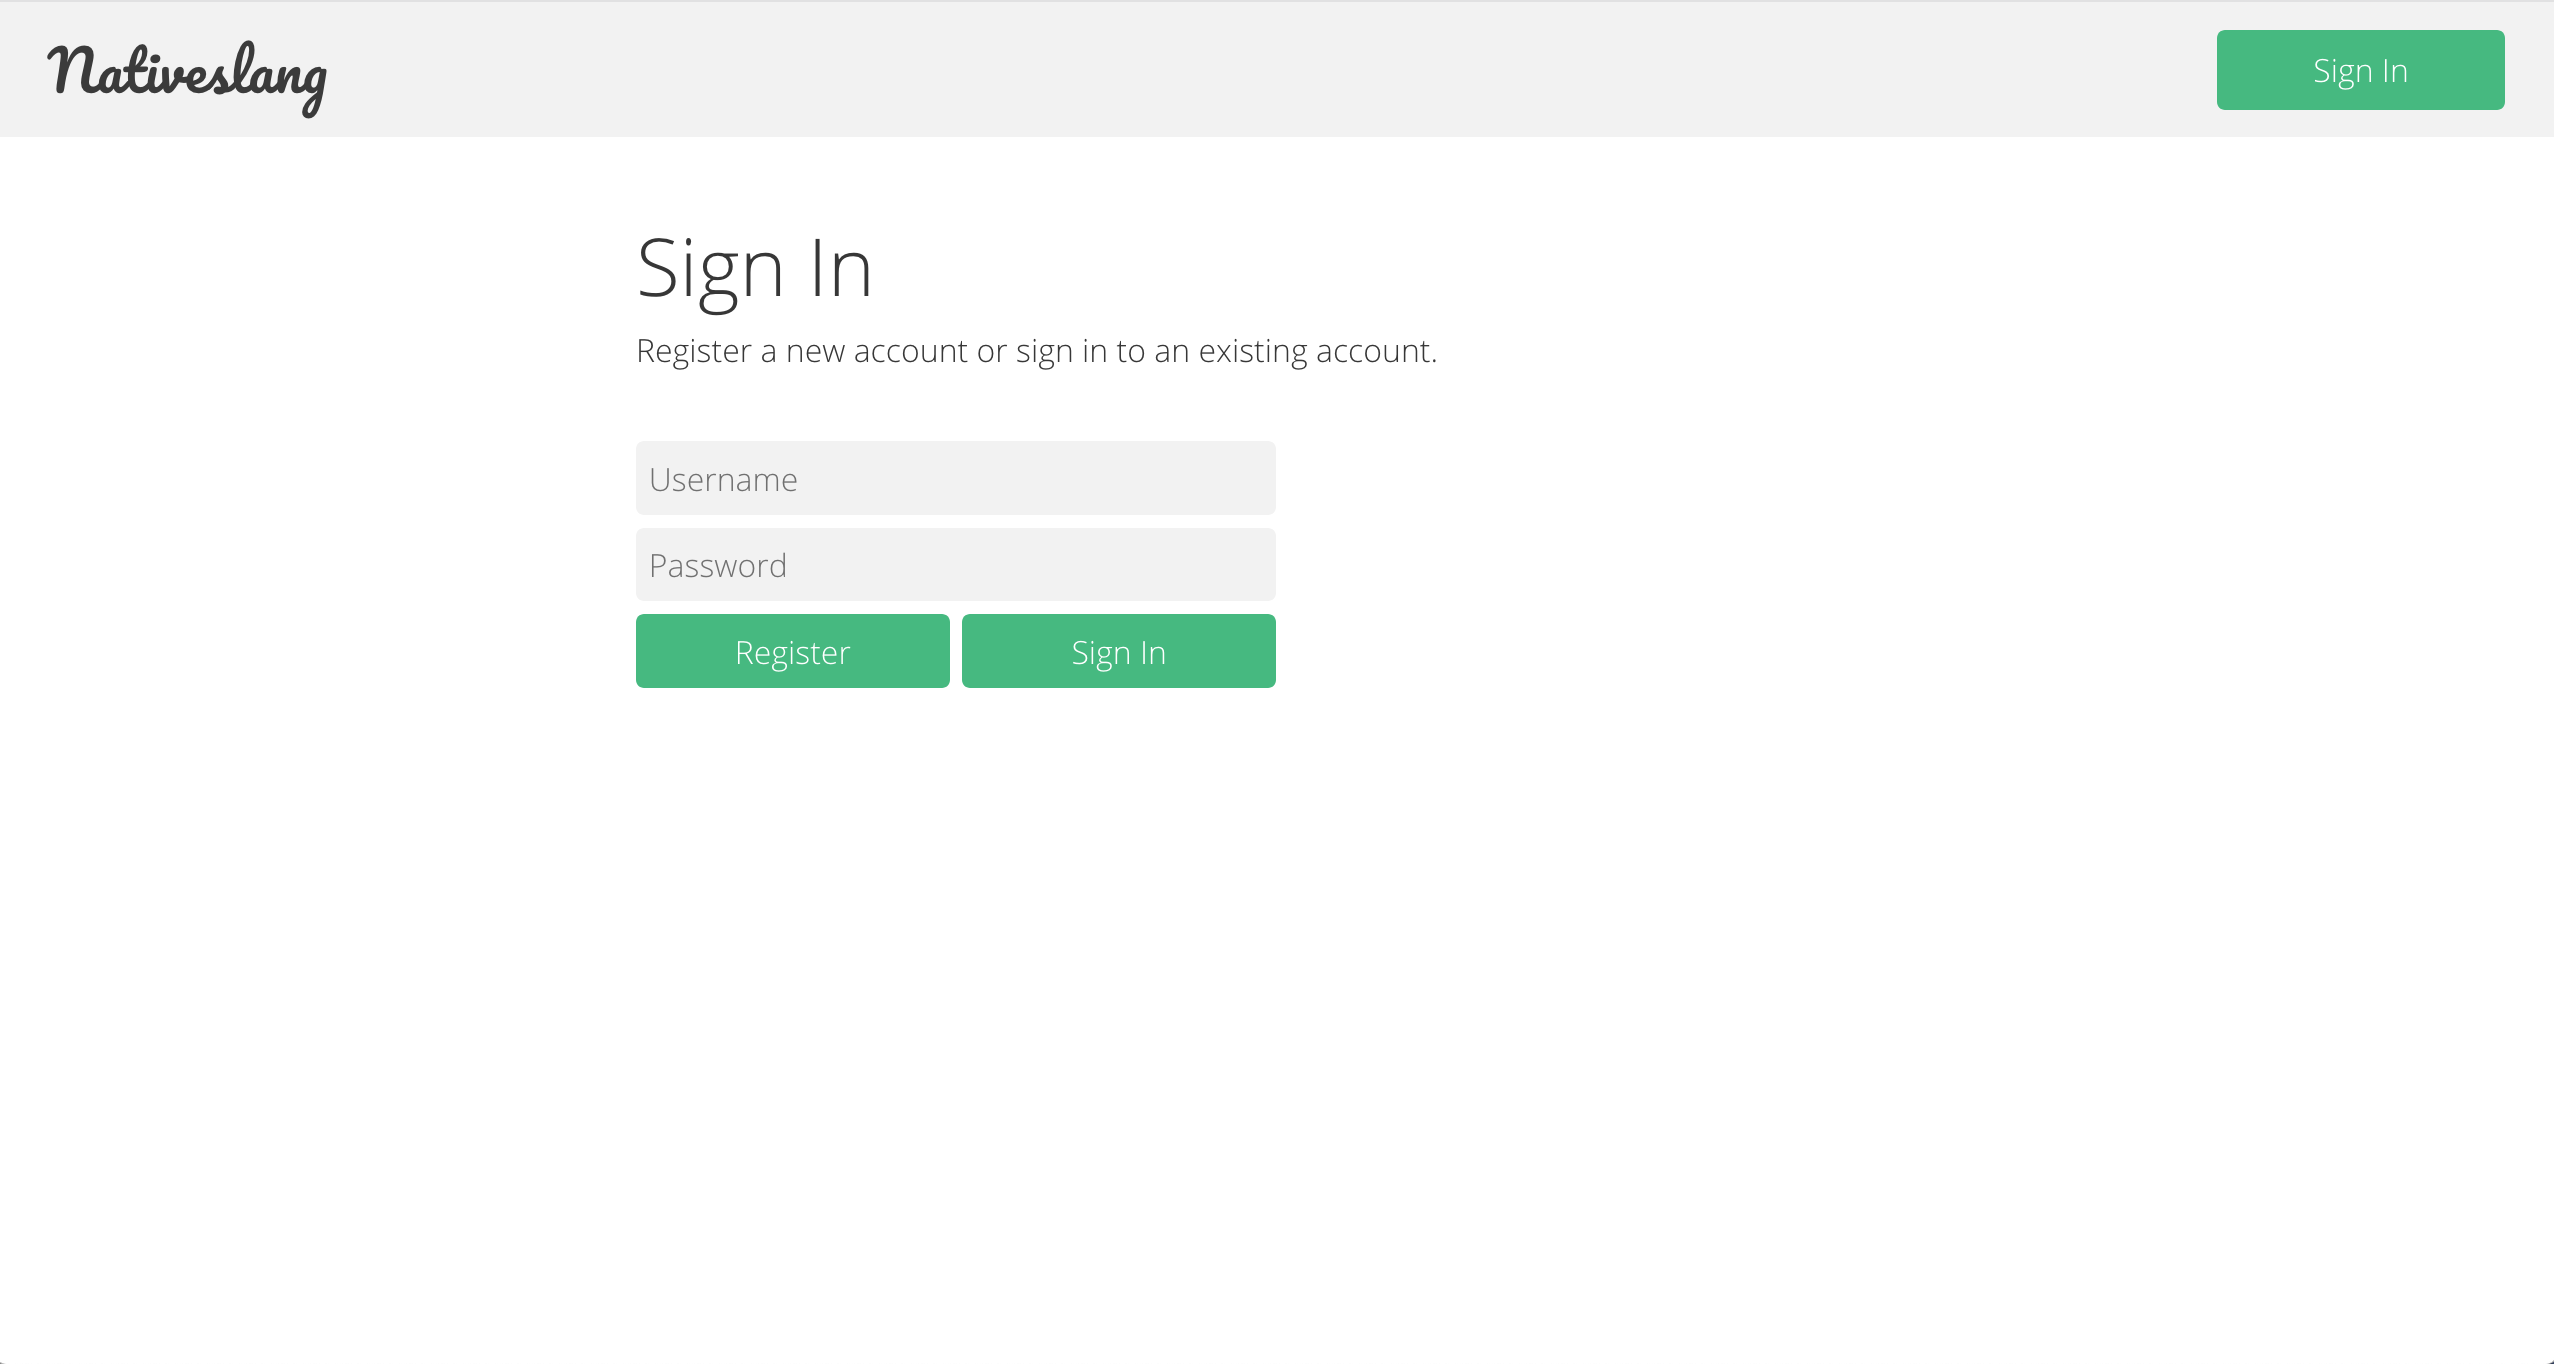 Nativeslang
Sign In
Sign In
Register a new account or sign in to an existing account.
Username
Password
Register
Sign In